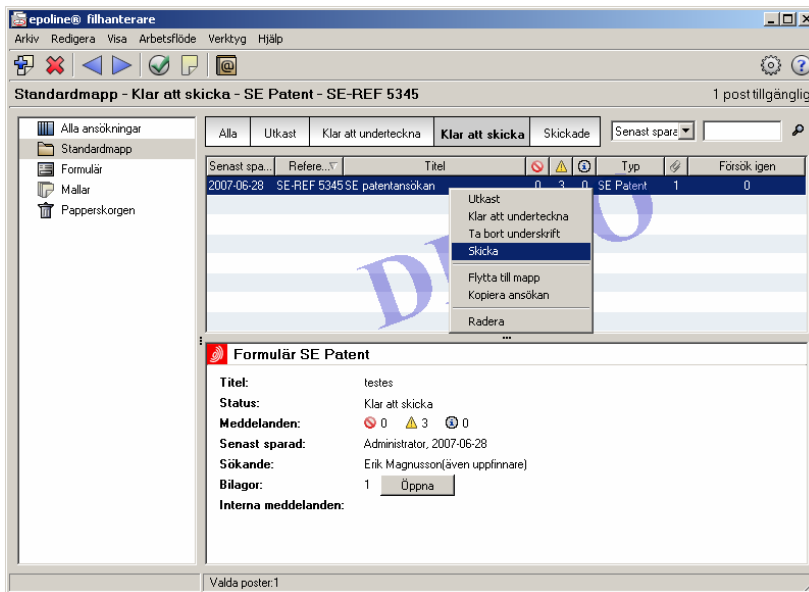 epoline® filhanterare
Arkiv Redigera Visa Arbetsflöde Verktyg Hjälp
Standardmapp - Klar att skicka - SE Patent - SE-REF 5345 1 post tillgänglig
Alla ansökningar
Standardmapp
Formulär
Mallar
Papperskorgen
Alla Utkast Klar att underteckna Klar att skicka Skickade Senast spara
Senast spa... Refere... Titel Typ Försök igen
2007-06-28 SE-REF 5345 SE patentansökan 0 3 0 SE Patent 1 0
Utkast
Klar att underteckna
Ta bort underskrift
Skicka
Flytta till mapp
Kopiera ansökan
Radera
Formulär SE Patent
Titel: testes
Status: Klar att skicka
Meddelanden: 0 3 0
Senast sparad: Administrator, 2007-06-28
Sökande: Erik Magnusson(även uppfinnare)
Bilagor: 1 Öppna
Interna meddelanden:
Valda poster:1